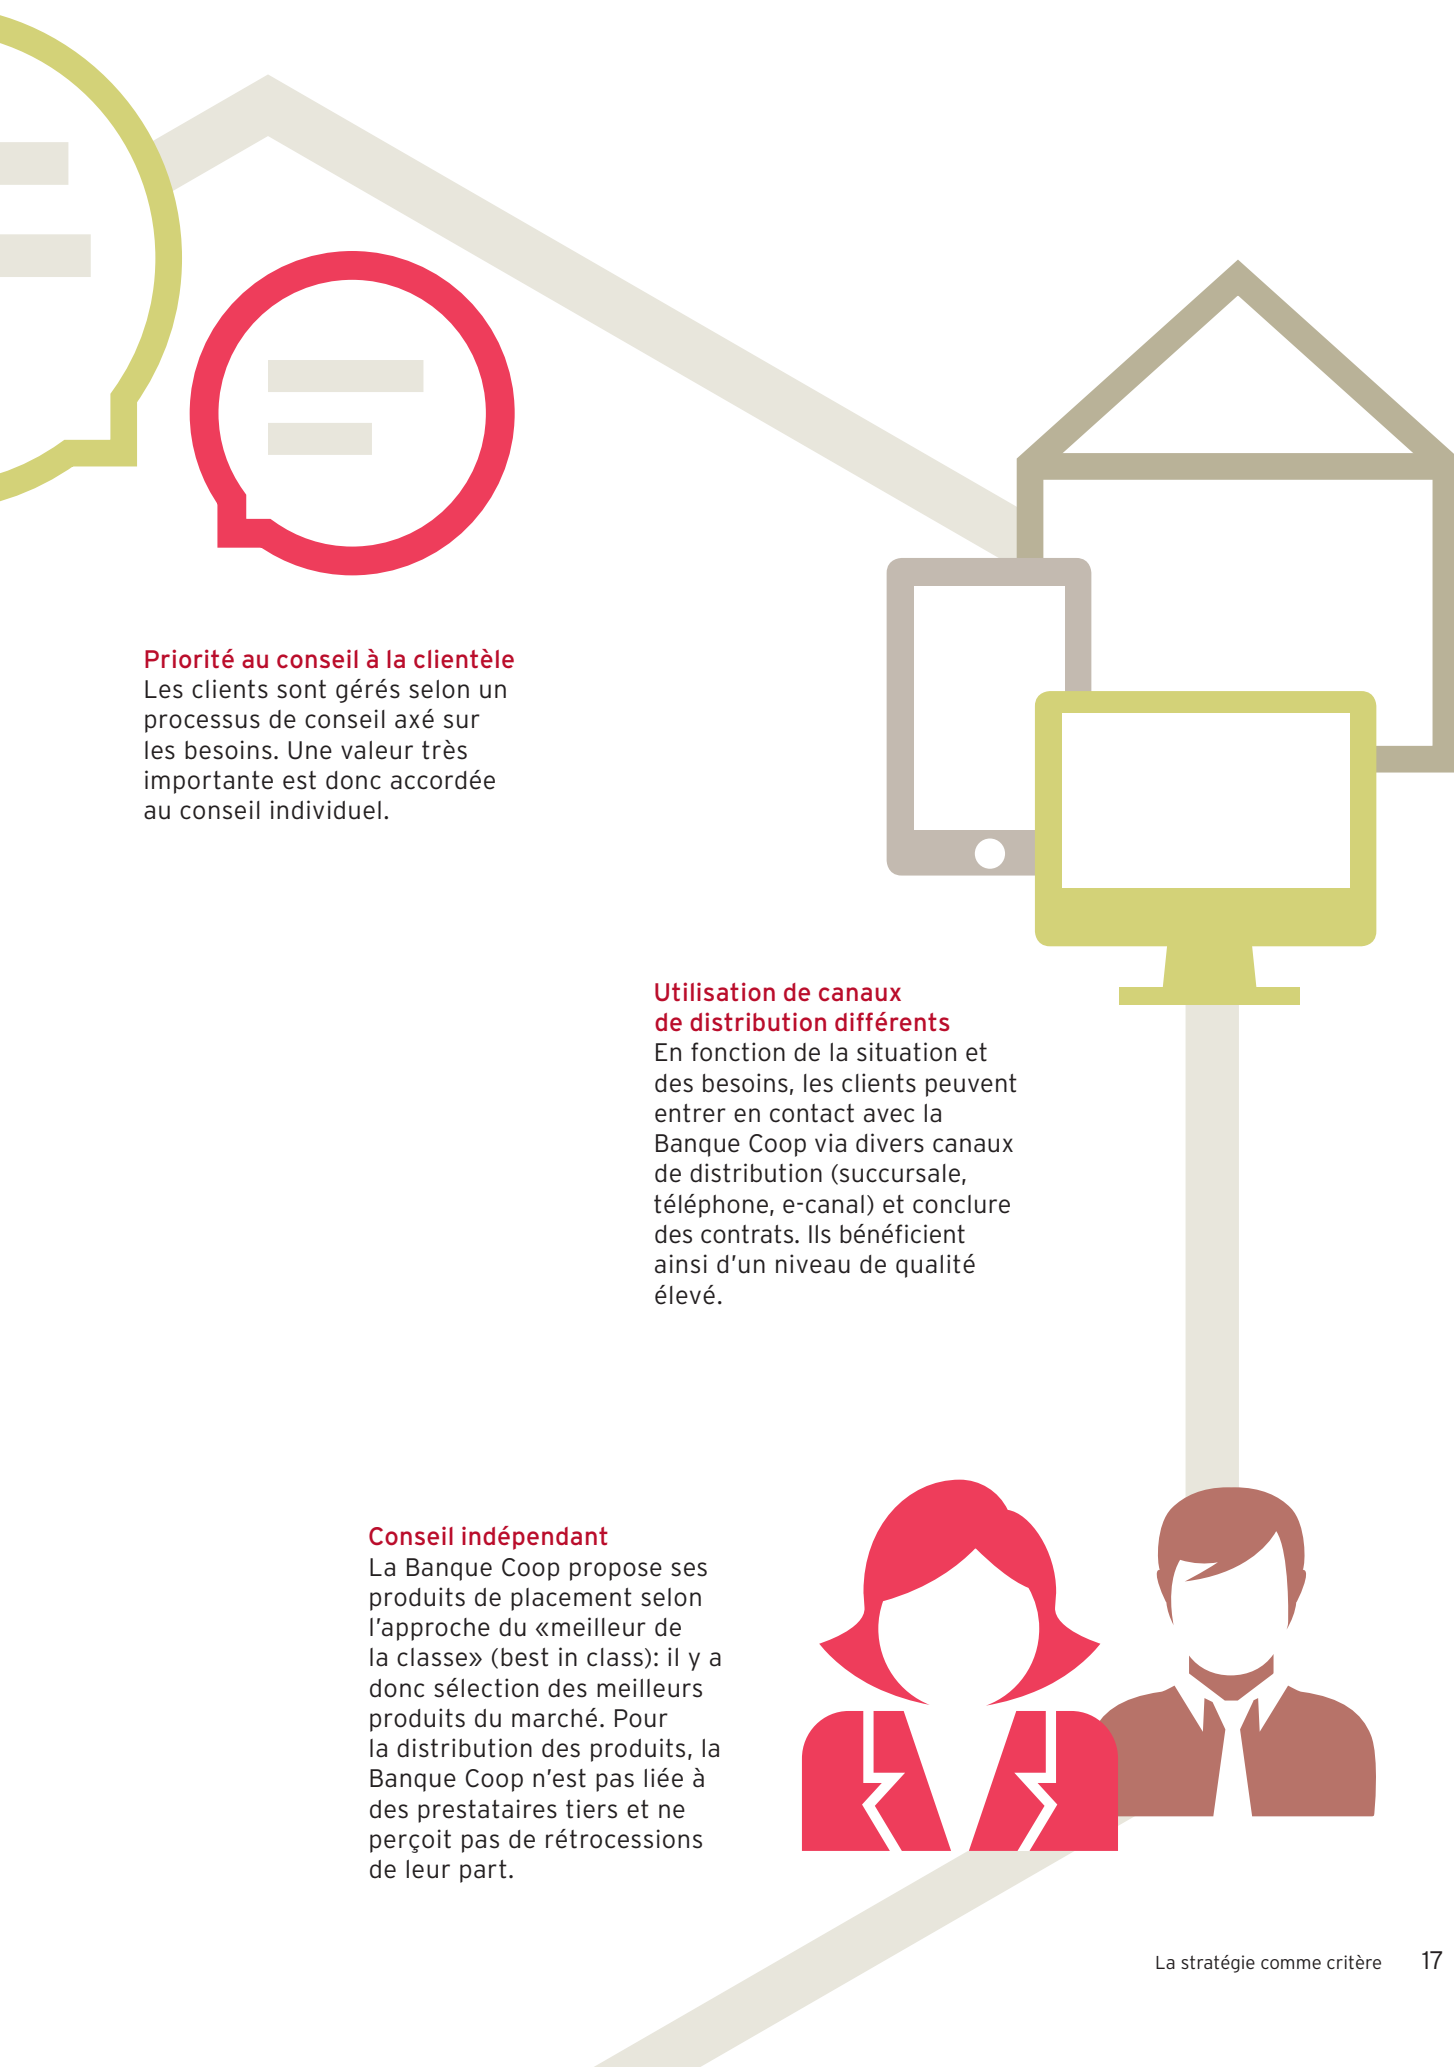 Priorité au conseil à la clientèle
Les clients sont gérés selon un
processus de conseil axé sur
les besoins. Une valeur très
importante est donc accordée
au conseil individuel.
Utilisation de canaux
de distribution différents
En fonction de la situation et
des besoins, les clients peuvent
entrer en contact avec la
Banque Coop via divers canaux
de distribution (succursale,
téléphone, e-canal) et conclure
des contrats. Ils bénéficient
ainsi d’un niveau de qualité
élevé.
Conseil indépendant
La Banque Coop propose ses
produits de placement selon
l’approche du «meilleur de
la classe» (best in class): il y a
donc sélection des meilleurs
produits du marché. Pour
la distribution des produits, la
Banque Coop n’est pas liée à
des prestataires tiers et ne
perçoit pas de rétrocessions
de leur part.
La stratégie comme critère 17